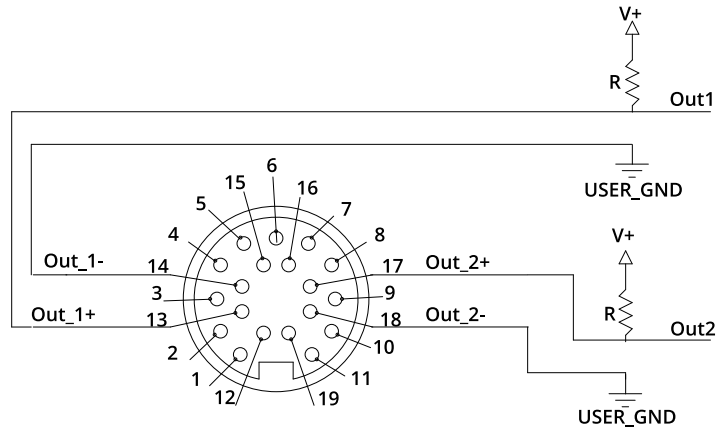 V+
R
Out1
USER_GND
6
15
16
5
7
4
8
Out_1-
14
17
Out_2+
V+
3
9
R
Out_1+
13
18
Out_2-
Out2
2
10
1
11
12
19
USER_GND